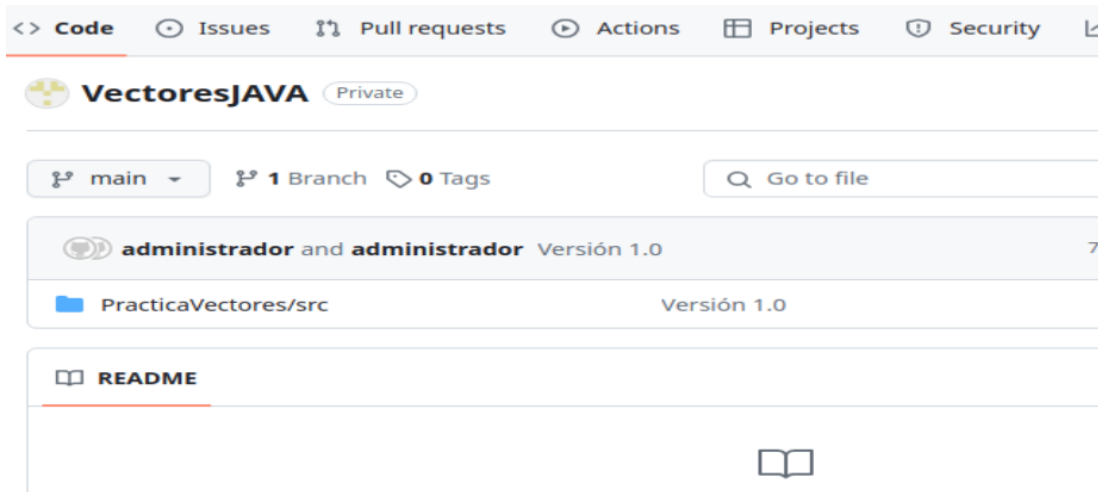 <> Code Issues Pull requests Actions Projects Security
VectoresJAVA Private
main 1 Branch 0 Tags Go to file
administrador and administrador Versión 1.0 7
PracticaVectores/src Versión 1.0
README